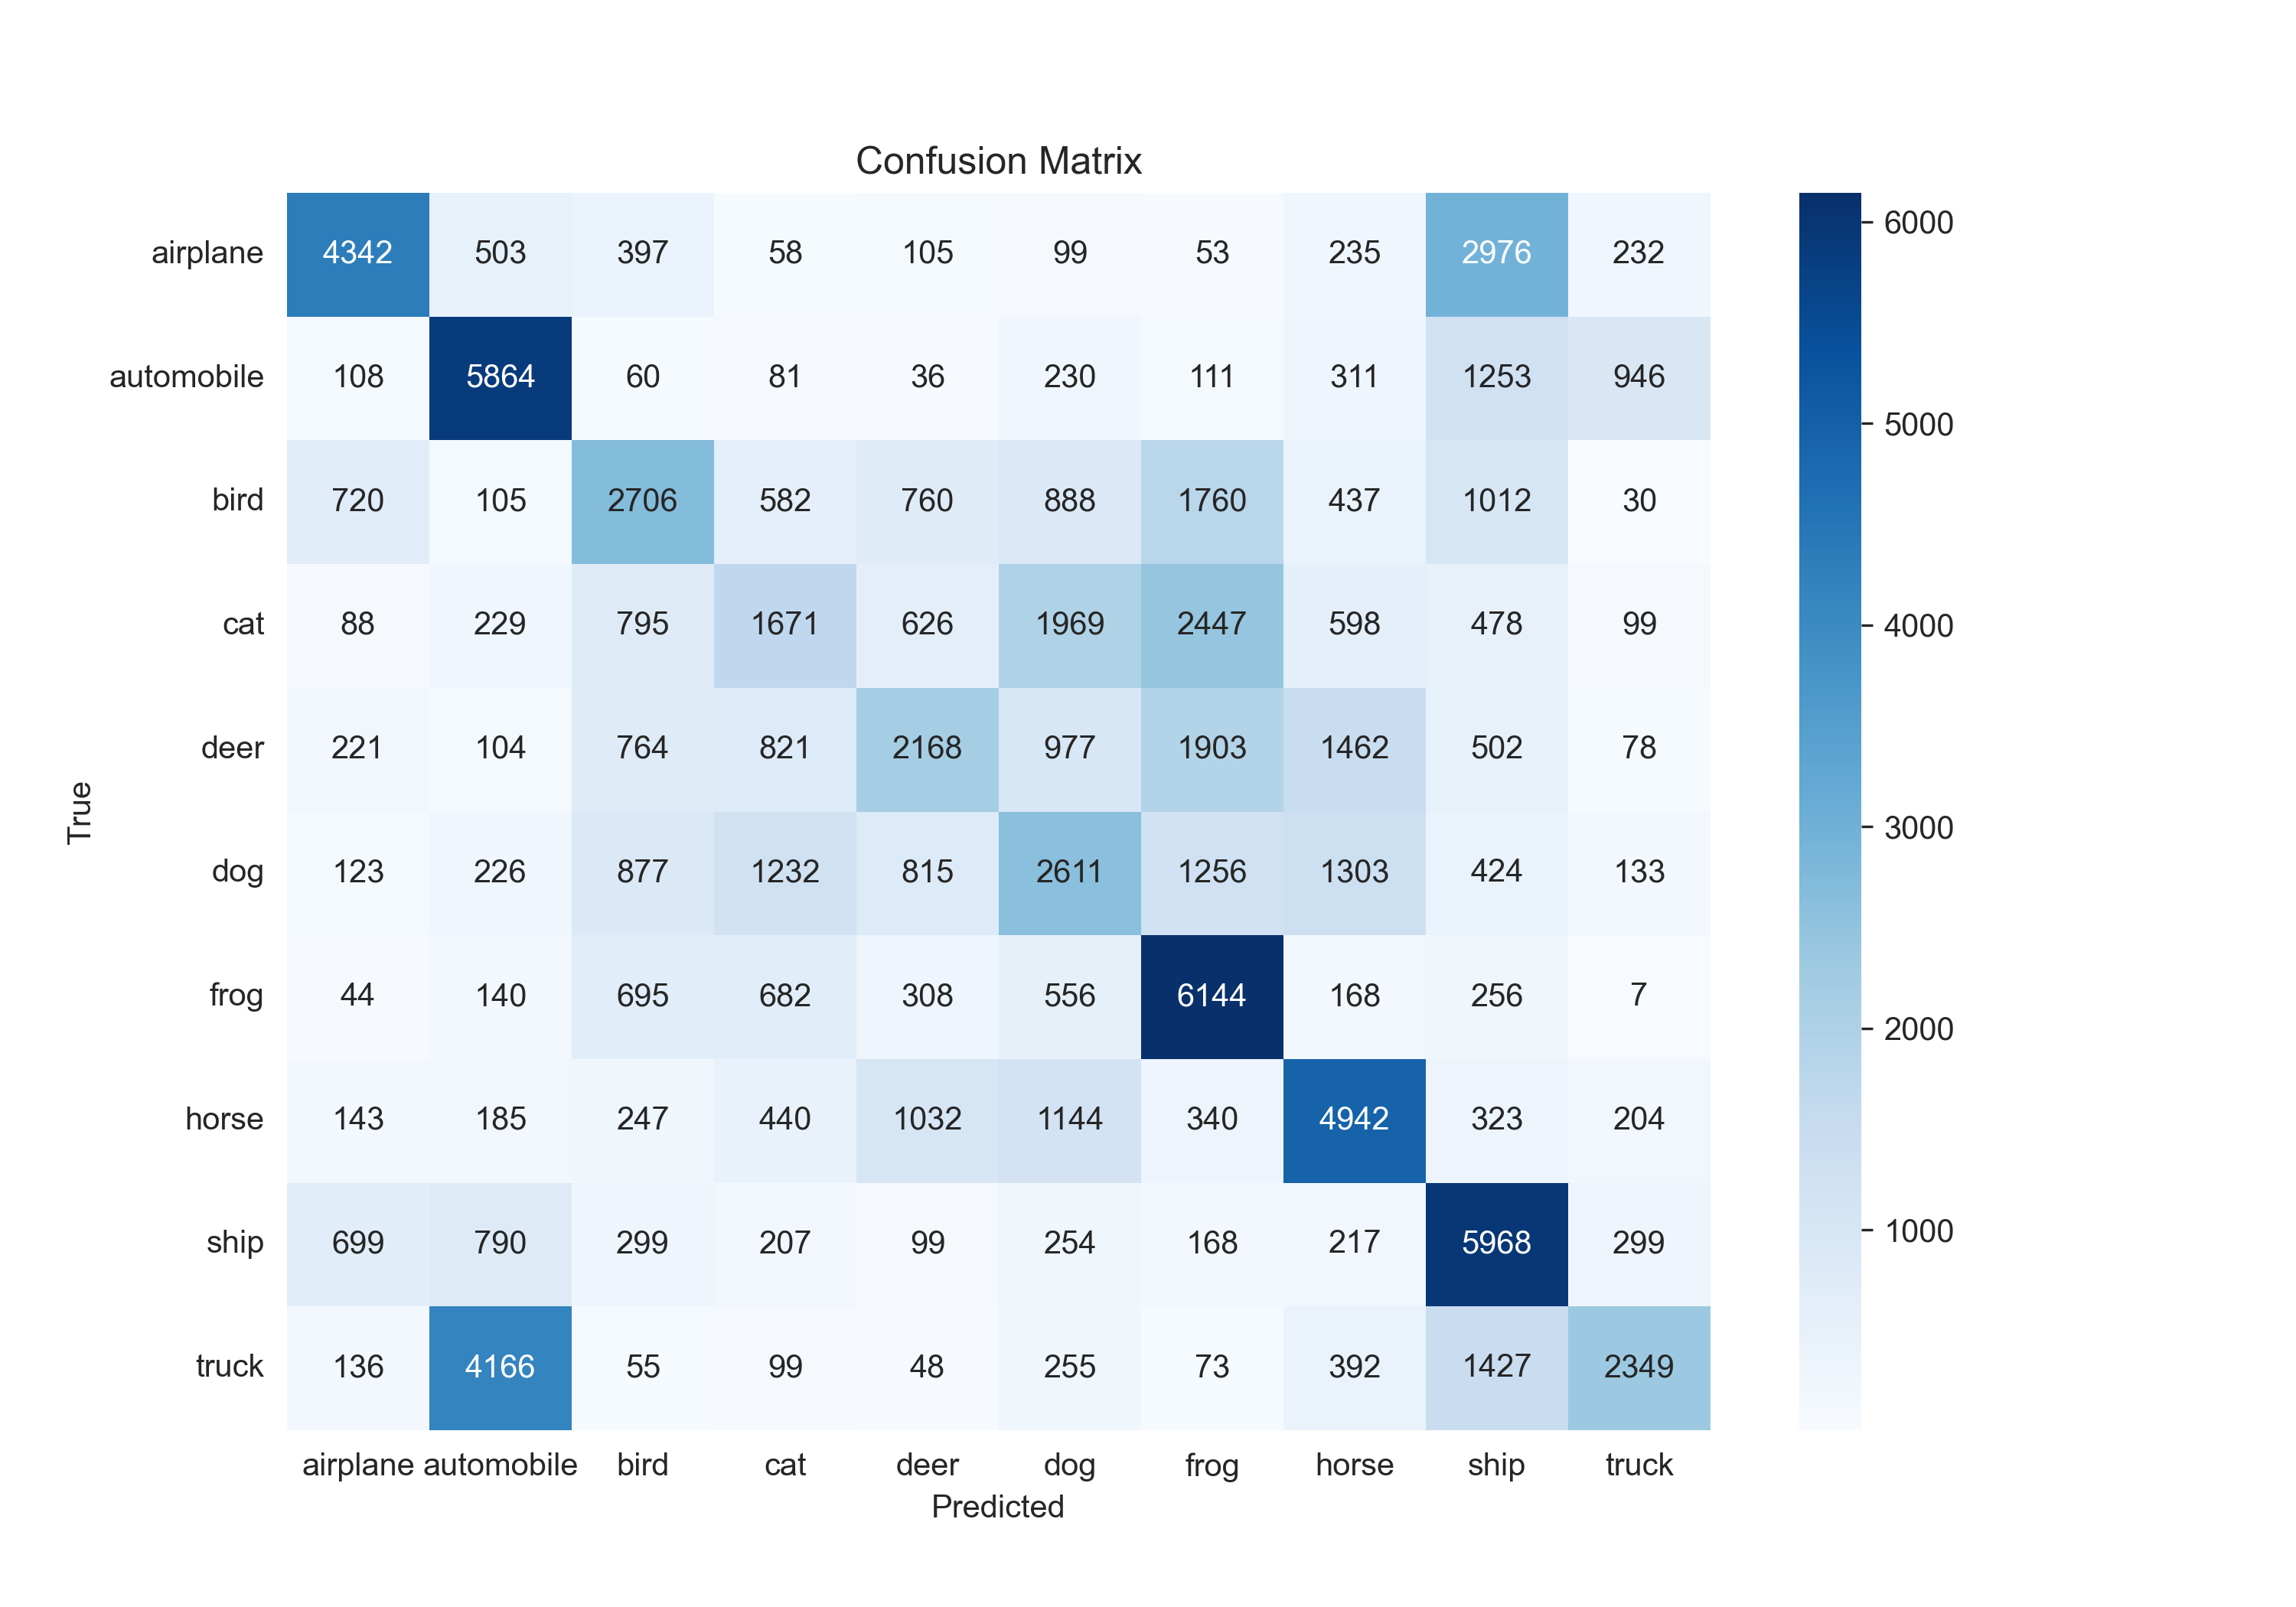 Confusion Matrix
airplane 4342 503 397 58 105 99 53 235 2976 232
automobile 108 5864 60 81 36 230 111 311 1253 946
bird 720 105 2706 582 760 888 1760 437 1012 30
cat 88 229 795 1671 626 1969 2447 598 478 99
deer 221 104 764 821 2168 977 1903 1462 502 78
dog 123 226 877 1232 815 2611 1256 1303 424 133
frog 44 140 695 682 308 556 6144 168 256 7
horse 143 185 247 440 1032 1144 340 4942 323 204
ship 699 790 299 207 99 254 168 217 5968 299
truck 136 4166 55 99 48 255 73 392 1427 2349
airplane automobile bird cat deer dog frog horse ship truck
Predicted
True
6000
5000
4000
3000
2000
1000